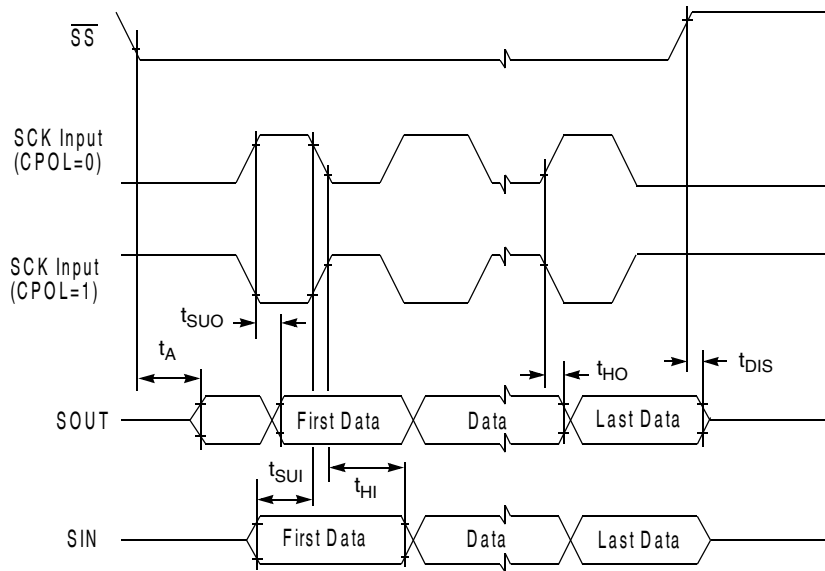 SS
SCK Input
(CPOL=0)
SCK Input
(CPOL=1)
tSUO
tA
tHO
tDIS
SOUT
First Data
Data
Last Data
tSUI
tHI
SIN
First Data
Data
Last Data